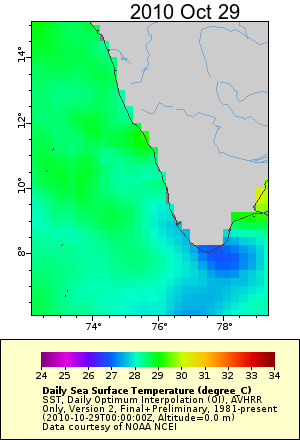 2010 Oct 29
14°
12°
10°
8°
74°
76°
78°
24 25 26 27 28 29 30 31 32 33 34
Daily Sea Surface Temperature (degree_C)
SST, Daily Optimum Interpolation (OI), AVHRR
Only, Version 2, Final+Preliminary, 1981-present
(2010-10-29T00:00:00Z, Altitude=0.0 m)
Data courtesy of NOAA NCEI